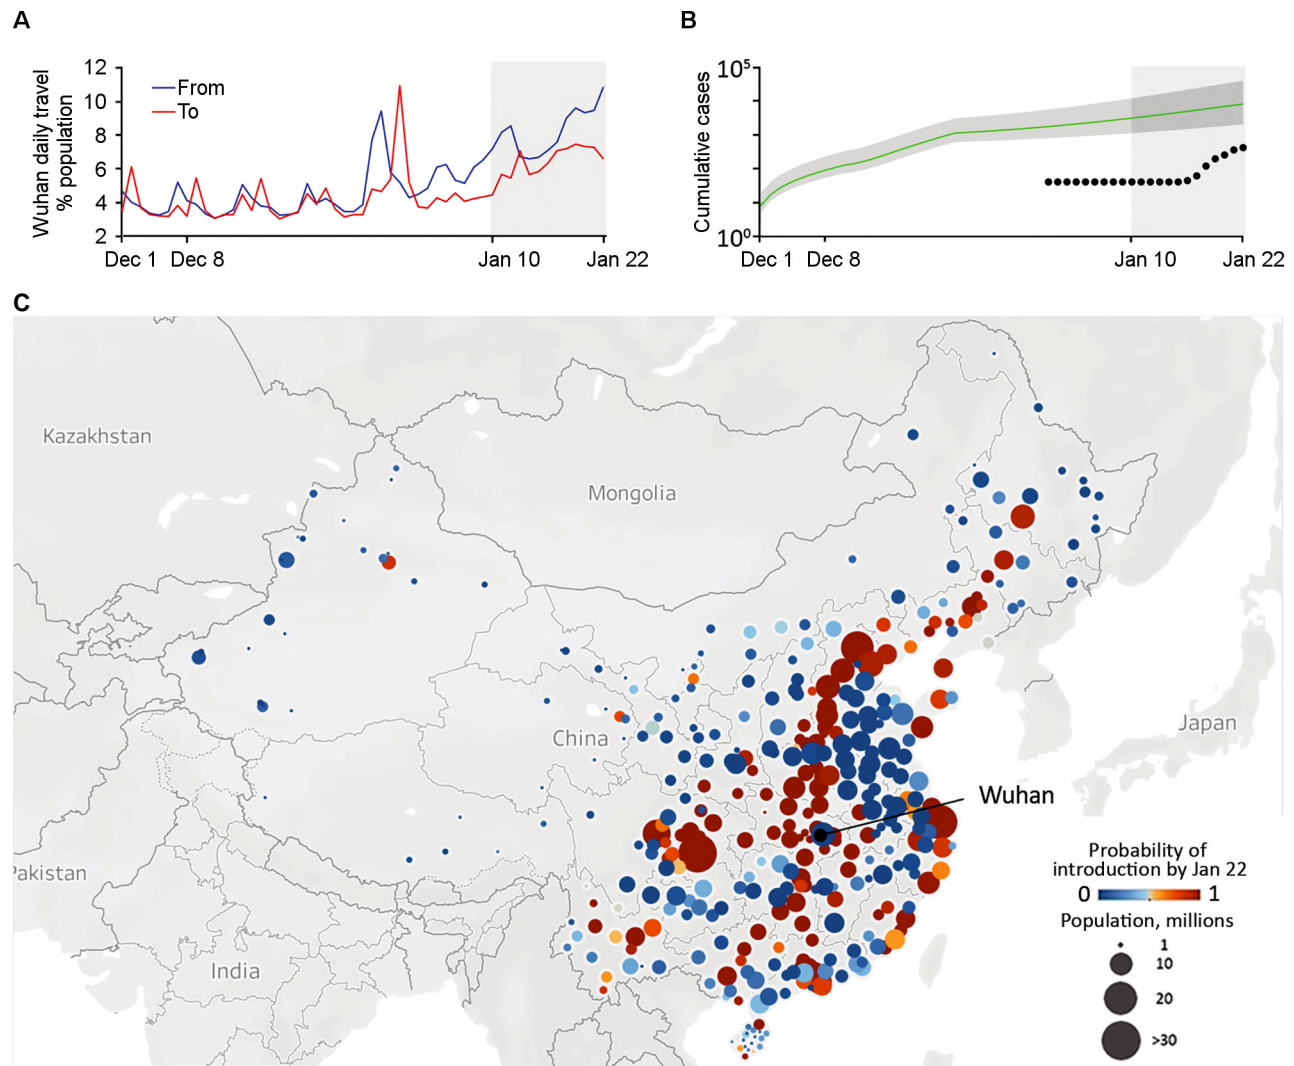 A
Wuhan daily travel
% population
12
10
8
6
4
2
From
To
Dec 1
Dec 8
Jan 10
Jan 22
B
Cumulative cases
10⁵
10⁰
Dec 1
Dec 8
Jan 10
Jan 22
C
Kazakhstan
Mongolia
China
Japan
Pakistan
India
Wuhan
Probability of
introduction by Jan 22
0
1
Population, millions
1
10
20
>30